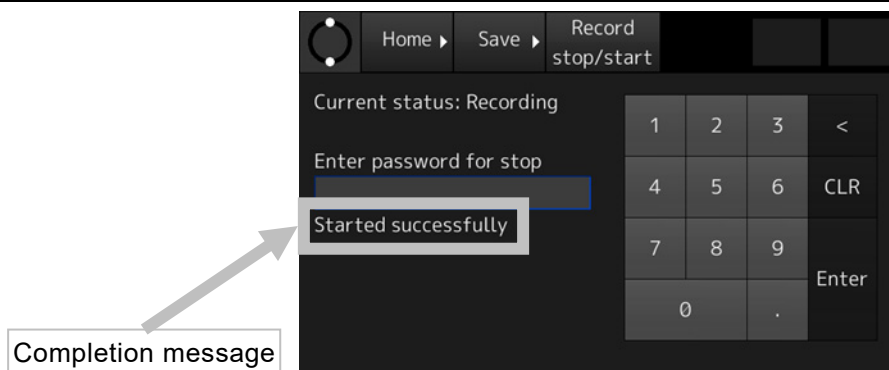 Home ▸ Save ▸ Record stop/start
Current status: Recording
Enter password for stop
Started successfully
1 2 3 <
4 5 6 CLR
7 8 9
Enter
0 .
Completion message